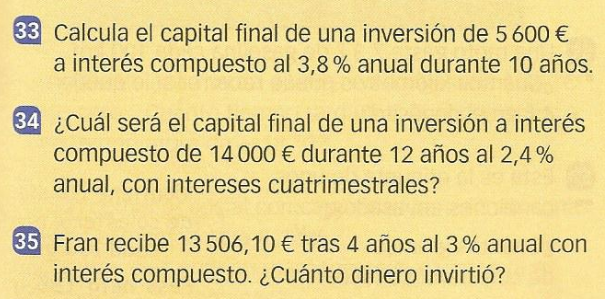 33 Calcula el capital final de una inversión de 5 600 €
a interés compuesto al 3,8 % anual durante 10 años.
34 ¿Cuál será el capital final de una inversión a interés
compuesto de 14 000 € durante 12 años al 2,4 %
anual, con intereses cuatrimestrales?
35 Fran recibe 13 506,10 € tras 4 años al 3 % anual con
interés compuesto. ¿Cuánto dinero invirtió?